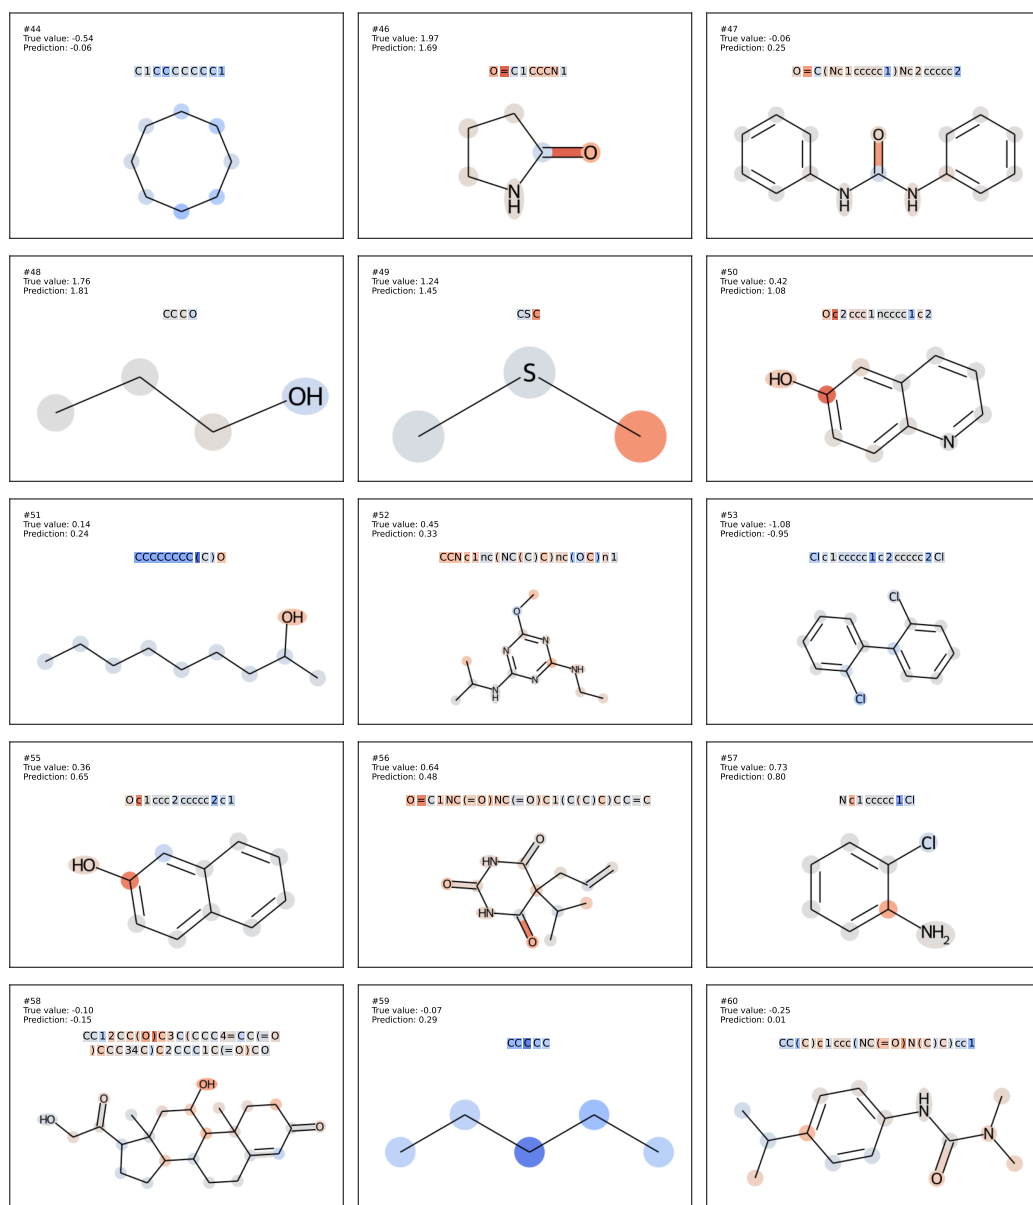 #44
True value: -0.54
Prediction: -0.06
C1CCCCCCC1
#46
True value: 1.97
Prediction: 1.69
O=C1CCCN1
O
N
H
#47
True value: -0.06
Prediction: 0.25
O=C(Nc1ccccc1)Nc2ccccc2
O
N
H
N
H
#48
True value: 1.76
Prediction: 1.81
CCCO
OH
#49
True value: 1.24
Prediction: 1.45
CSC
S
#50
True value: 0.42
Prediction: 1.08
Oc2ccc1ncccc1c2
HO
N
#51
True value: 0.14
Prediction: 0.24
CCCCCCCC(C)O
OH
#52
True value: 0.45
Prediction: 0.33
CCNc1nc(NC(C)C)nc(OC)n1
O
N
N
NH
N
H
N
#53
True value: -1.08
Prediction: -0.95
Clc1ccccc1c2ccccc2Cl
Cl
Cl
#55
True value: 0.36
Prediction: 0.65
Oc1ccc2ccccc2c1
HO
#56
True value: 0.64
Prediction: 0.48
O=C1NC(=O)NC(=O)C1(C(C)C)CC=C
O
HN
O
HN
O
#57
True value: 0.73
Prediction: 0.80
Nc1ccccc1Cl
Cl
NH2
#58
True value: -0.10
Prediction: -0.15
CC12CC(O)C3C(CCC4=CC(=O
)CCC34C)C2CCC1C(=O)CO
OH
O
HO
O
#59
True value: -0.07
Prediction: 0.29
CCCCC
#60
True value: -0.25
Prediction: 0.01
CC(C)c1ccc(NC(=O)N(C)C)cc1
H
N
N
O